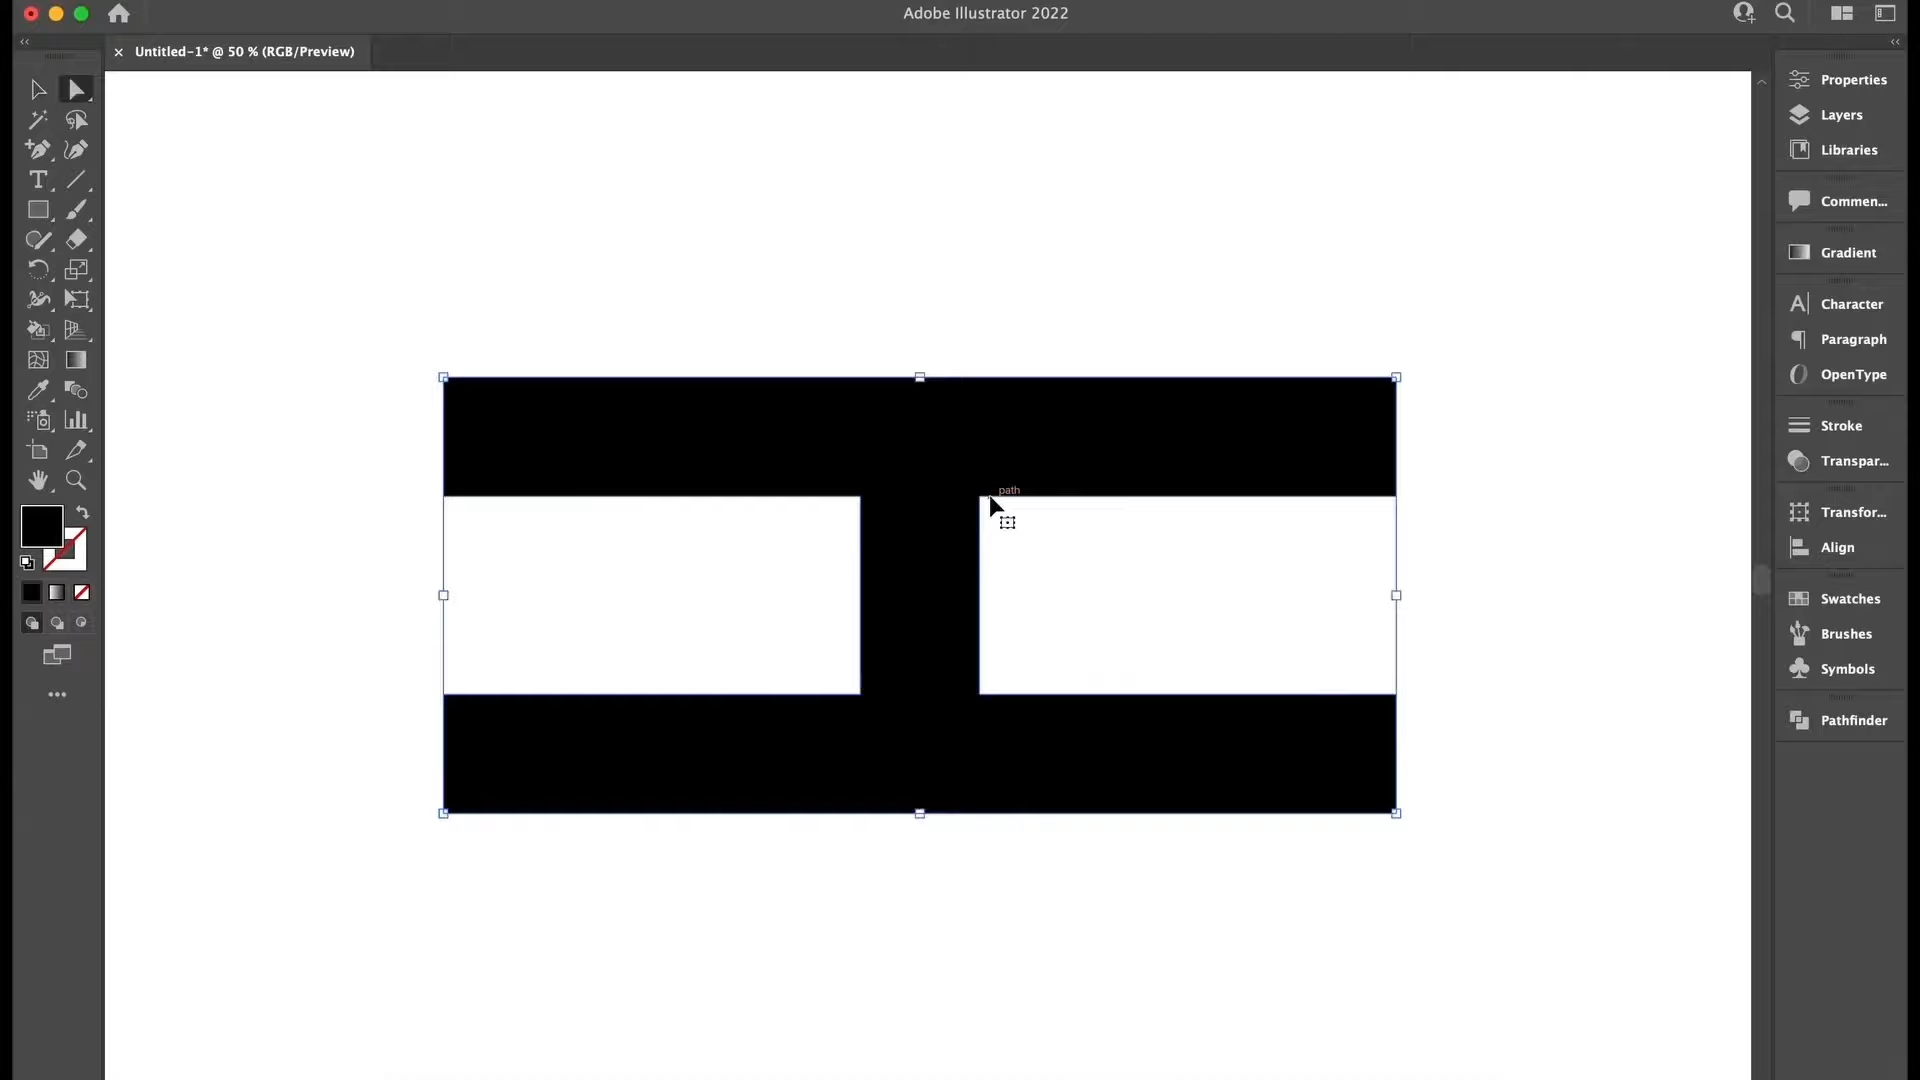 Adobe Illustrator 2022
Untitled-1* @ 50 % (RGB/Preview)
Properties
Layers
Libraries
Commen...
Gradient
Character
Paragraph
OpenType
Stroke
Transpar...
Transfor...
Align
Swatches
Brushes
Symbols
Pathfinder
path